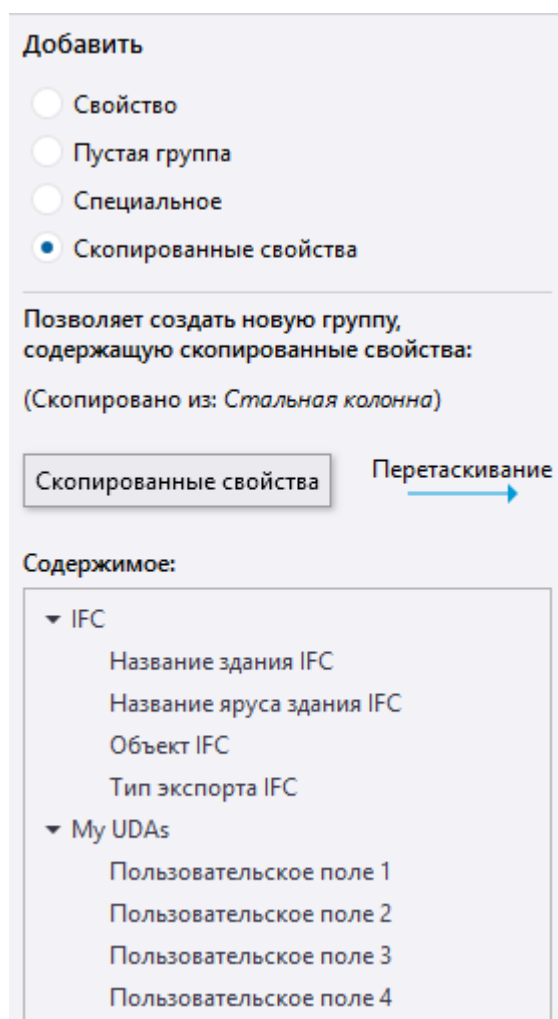 Добавить
Свойство
Пустая группа
Специальное
Скопированные свойства
Позволяет создать новую группу,
содержащую скопированные свойства:
(Скопировано из: Стальная колонна)
Скопированные свойства
Перетаскивание
Содержимое:
IFC
Название здания IFC
Название яруса здания IFC
Объект IFC
Тип экспорта IFC
My UDAs
Пользовательское поле 1
Пользовательское поле 2
Пользовательское поле 3
Пользовательское поле 4